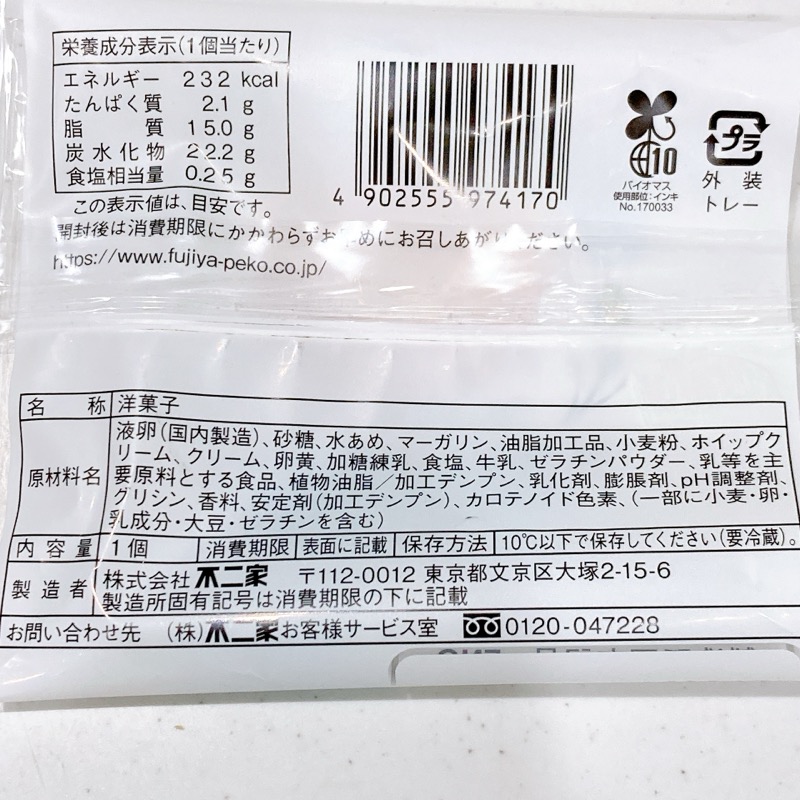 栄養成分表示(1個当たり)
エネルギー 232 kcal
たんぱく質 2.1 g
脂質 15.0 g
炭水化物 22.2 g
食塩相当量 0.25 g
この表示値は、目安です。
開封後は消費期限にかかわらずお早めにお召しあがりください。
https://www.fujiya-peko.co.jp/
4 902555 974170
10
バイオマス
使用部位:インキ
No.170033
プラ
外装
トレー
名称 洋菓子
原材料名 液卵(国内製造)、砂糖、水あめ、マーガリン、油脂加工品、小麦粉、ホイップク
リーム、クリーム、卵黄、加糖練乳、食塩、牛乳、ゼラチンパウダー、乳等を主
要原料とする食品、植物油脂/加工デンプン、乳化剤、膨脹剤、pH調整剤、
グリシン、香料、安定剤(加工デンプン)、カロテノイド色素、(一部に小麦・卵・
乳成分・大豆・ゼラチンを含む)
内容量 1個 消費期限 表面に記載 保存方法 10℃以下で保存してください(要冷蔵)。
製造者 株式会社 不二家 〒112-0012 東京都文京区大塚2-15-6
製造所固有記号は消費期限の下に記載
お問い合わせ先 (株)不二家お客様サービス室 0120-047228